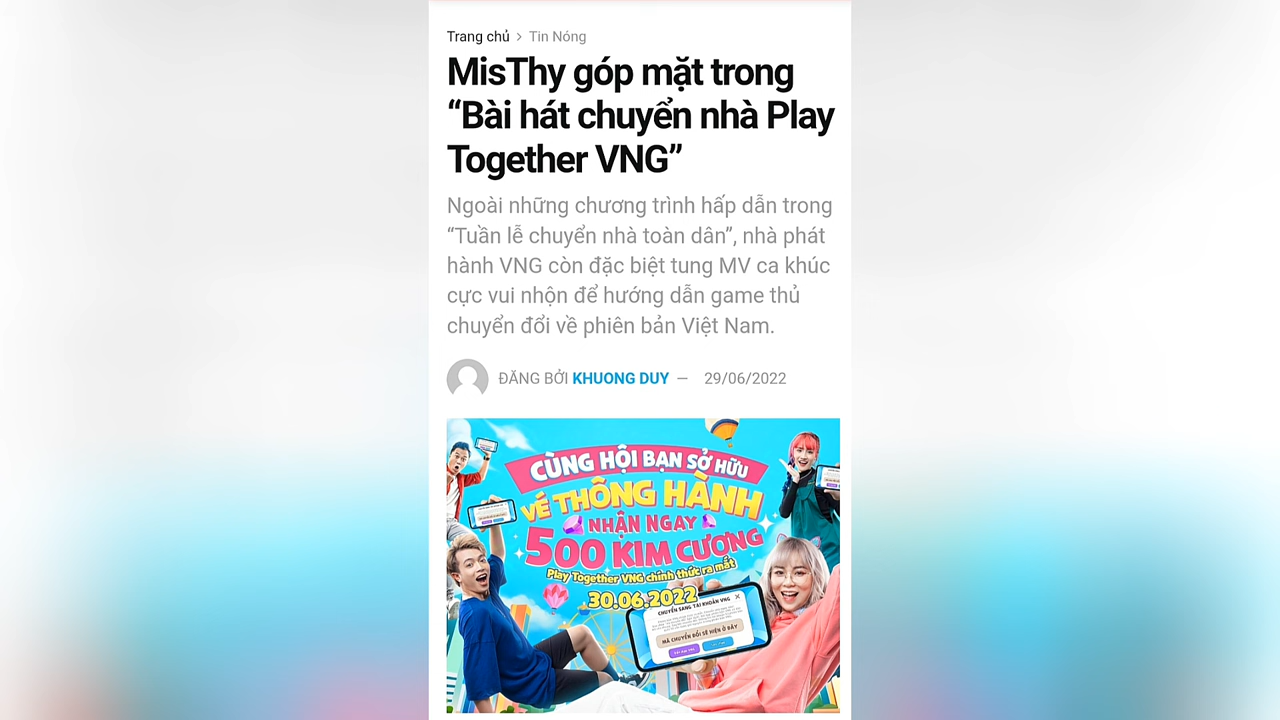 Trang chủ > Tin Nóng
MisThy góp mặt trong
“Bài hát chuyển nhà Play
Together VNG”
Ngoài những chương trình hấp dẫn trong
“Tuần lễ chuyển nhà toàn dân”, nhà phát
hành VNG còn đặc biệt tung MV ca khúc
cực vui nhộn để hướng dẫn game thủ
chuyển đổi về phiên bản Việt Nam.
ĐĂNG BỞI KHUONG DUY — 29/06/2022
CÙNG HỘI BẠN SỞ HỮU
VÉ THÔNG HÀNH
NHẬN NGAY
500 KIM CƯƠNG
Play Together VNG chính thức ra mắt
30.06.2022
CHUYỂN SANG TÀI KHOẢN VNG
MÃ CHUYỂN ĐỔI SẼ HIỆN Ở ĐÂY